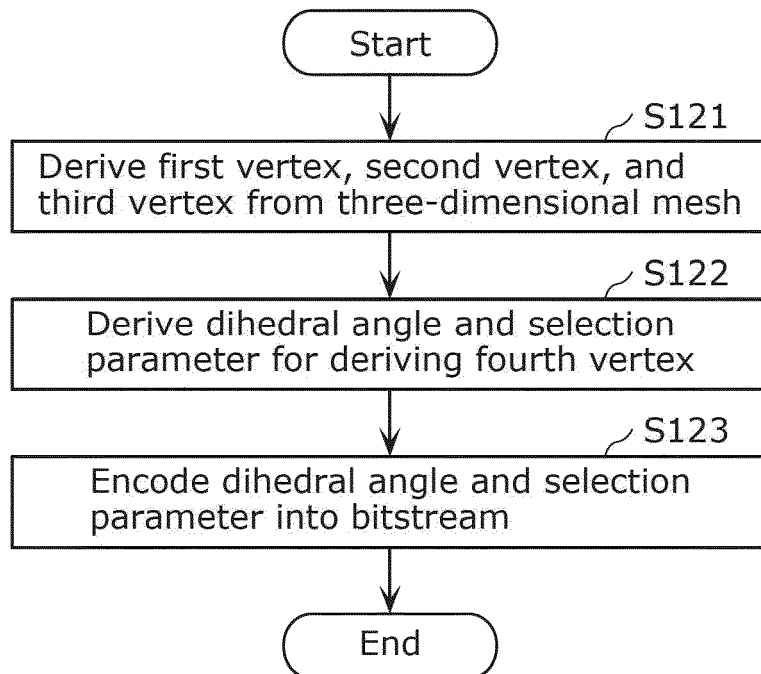 Start
S121
Derive first vertex, second vertex, and
third vertex from three-dimensional mesh
S122
Derive dihedral angle and selection
parameter for deriving fourth vertex
S123
Encode dihedral angle and selection
parameter into bitstream
End